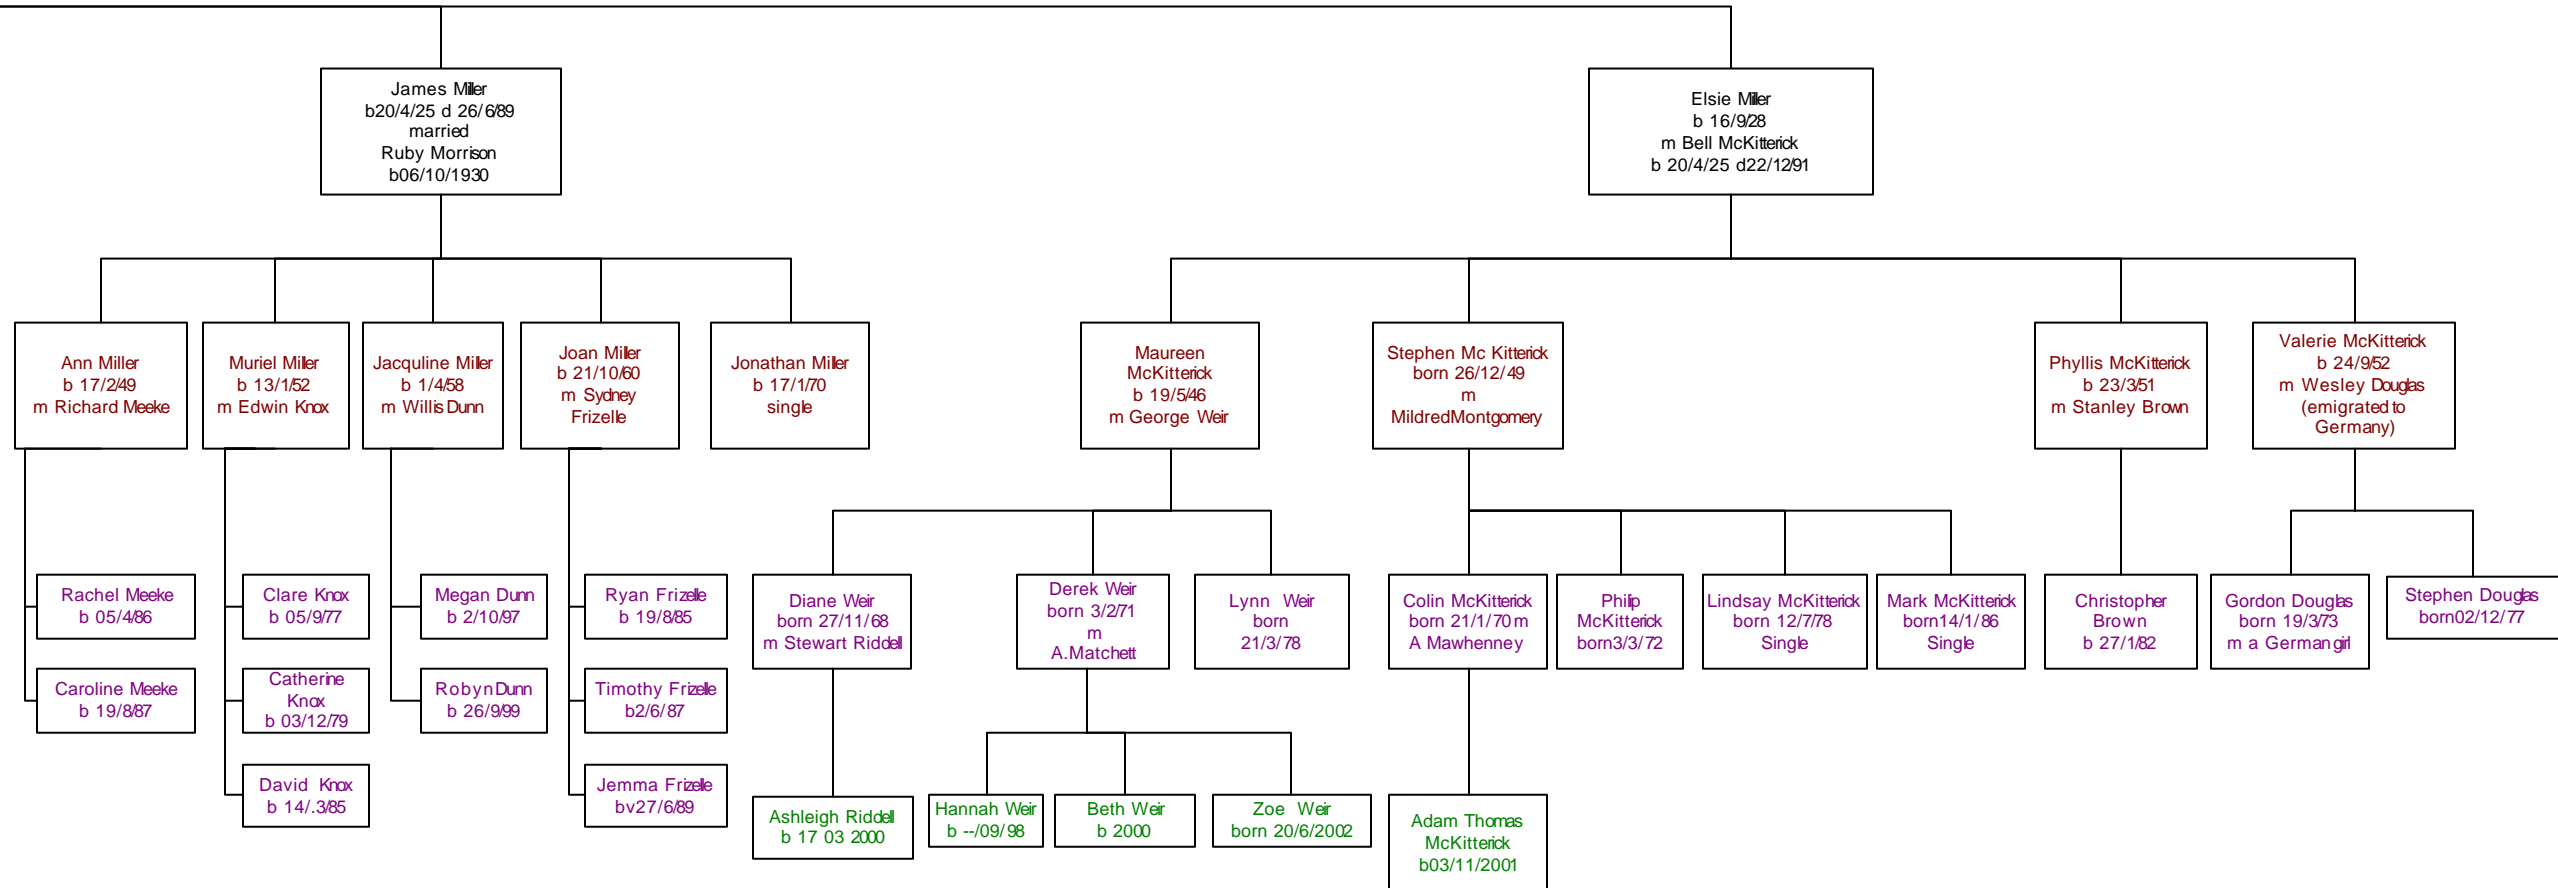 James Miller
b20/4/25 d 26/6/89
married
Ruby Morrison
b06/10/1930
Elsie Miller
b 16/9/28
m Bell McKitterick
b 20/4/25 d22/12/91
Ann Miller
b 17/2/49
m Richard Meeke
Muriel Miller
b 13/1/52
m Edwin Knox
Jacquline Miller
b 1/4/58
m Willis Dunn
Joan Miller
b 21/10/60
m Sydney
Frizelle
Jonathan Miller
b 17/1/70
single
Maureen
McKitterick
b 19/5/46
m George Weir
Stephen Mc Kitterick
born 26/12/49
m
MildredMontgomery
Phyllis McKitterick
b 23/3/51
m Stanley Brown
Valerie McKitterick
b 24/9/52
m Wesley Douglas
(emigrated to
Germany)
Rachel Meeke
b 05/4/86
Caroline Meeke
b 19/8/87
Clare Knox
b 05/9/77
Catherine
Knox
b 03/12/79
David Knox
b 14/.3/85
Megan Dunn
b 2/10/97
Robyn Dunn
b 26/9/99
Ryan Frizelle
b 19/8/85
Timothy Frizelle
b2/6/87
Jemma Frizelle
bv27/6/89
Diane Weir
born 27/11/68
m Stewart Riddell
Derek Weir
born 3/2/71
m
A.Matchett
Lynn Weir
born
21/3/78
Colin McKitterick
born 21/1/70 m
A Mawhenney
Philip
McKitterick
born3/3/72
Lindsay McKitterick
born 12/7/78
Single
Mark McKitterick
born14/1/86
Single
Christopher
Brown
b 27/1/82
Gordon Douglas
born 19/3/73
m a German girl
Stephen Douglas
born02/12/77
Ashleigh Riddell
b 17 03 2000
Hannah Weir
b --/09/98
Beth Weir
b 2000
Zoe Weir
born 20/6/2002
Adam Thomas
McKitterick
b03/11/2001